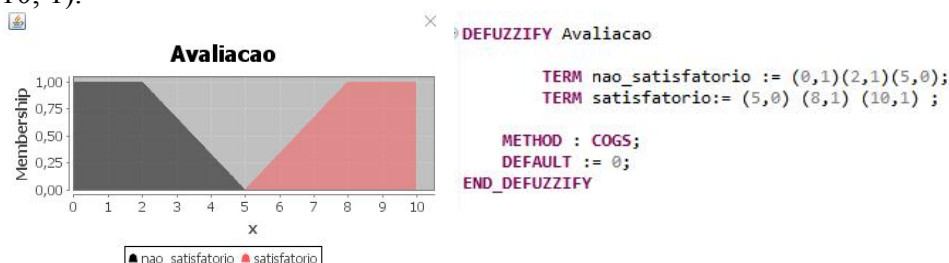 10, 1).
Avaliacao
Membership
1,00
0,75
0,50
0,25
0,00
0 1 2 3 4 5 6 7 8 9 10
x
nao_satisfatorio satisfatorio
DEFUZZIFY Avaliacao
TERM nao_satisfatorio := (0,1)(2,1)(5,0);
TERM satisfatorio:= (5,0) (8,1) (10,1) ;
METHOD : COGS;
DEFAULT := 0;
END_DEFUZZIFY